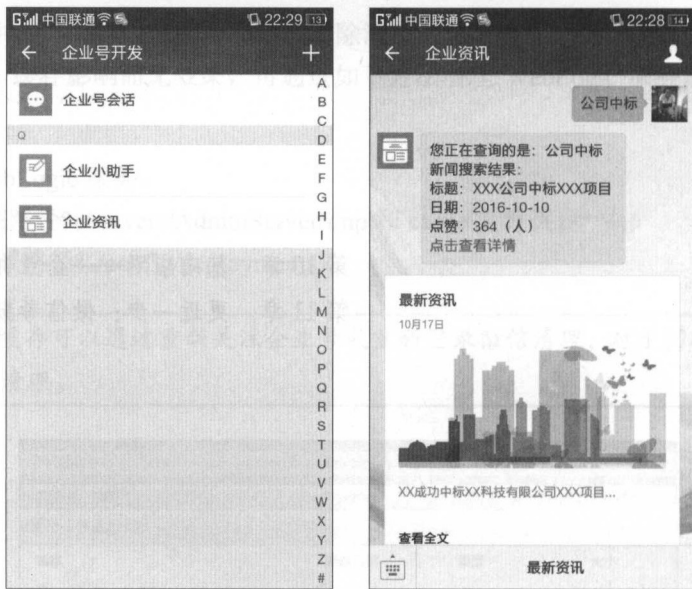 中国联通 22:29 13
企业号开发
企业号会话
Q
企业小助手
企业资讯
A
B
C
D
E
F
G
H
I
J
K
L
M
N
O
P
Q
R
S
T
U
V
W
X
Y
Z
#
中国联通 22:28 14
企业资讯
公司中标
您正在查询的是：公司中标
新闻搜索结果：
标题：XXX公司中标XXX项目
日期：2016-10-10
点赞：364（人）
点击查看详情
最新资讯
10月17日
XX成功中标XX科技有限公司XXX项目...
查看全文
最新资讯